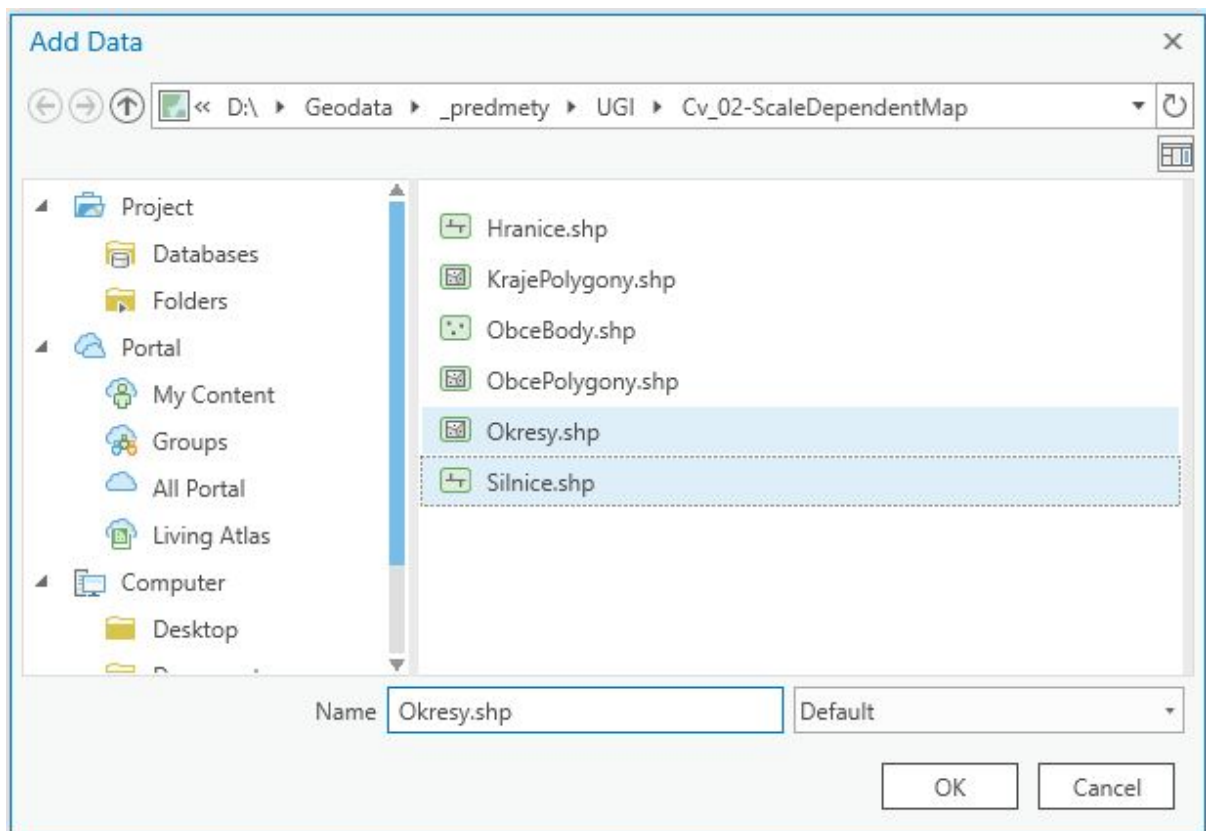 Add Data
« D:\ ▸ Geodata ▸ _predmety ▸ UGI ▸ Cv_02-ScaleDependentMap
Project
Databases
Folders
Portal
My Content
Groups
All Portal
Living Atlas
Computer
Desktop
Hranice.shp
KrajePolygony.shp
ObceBody.shp
ObcePolygony.shp
Okresy.shp
Silnice.shp
Name Okresy.shp Default
OK Cancel